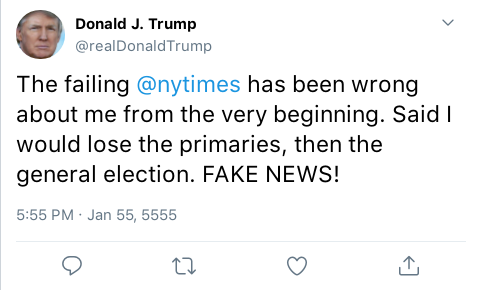 Donald J. Trump
@realDonaldTrump
The failing @nytimes has been wrong
about me from the very beginning. Said I
would lose the primaries, then the
general election. FAKE NEWS!
5:55 PM · Jan 55, 5555